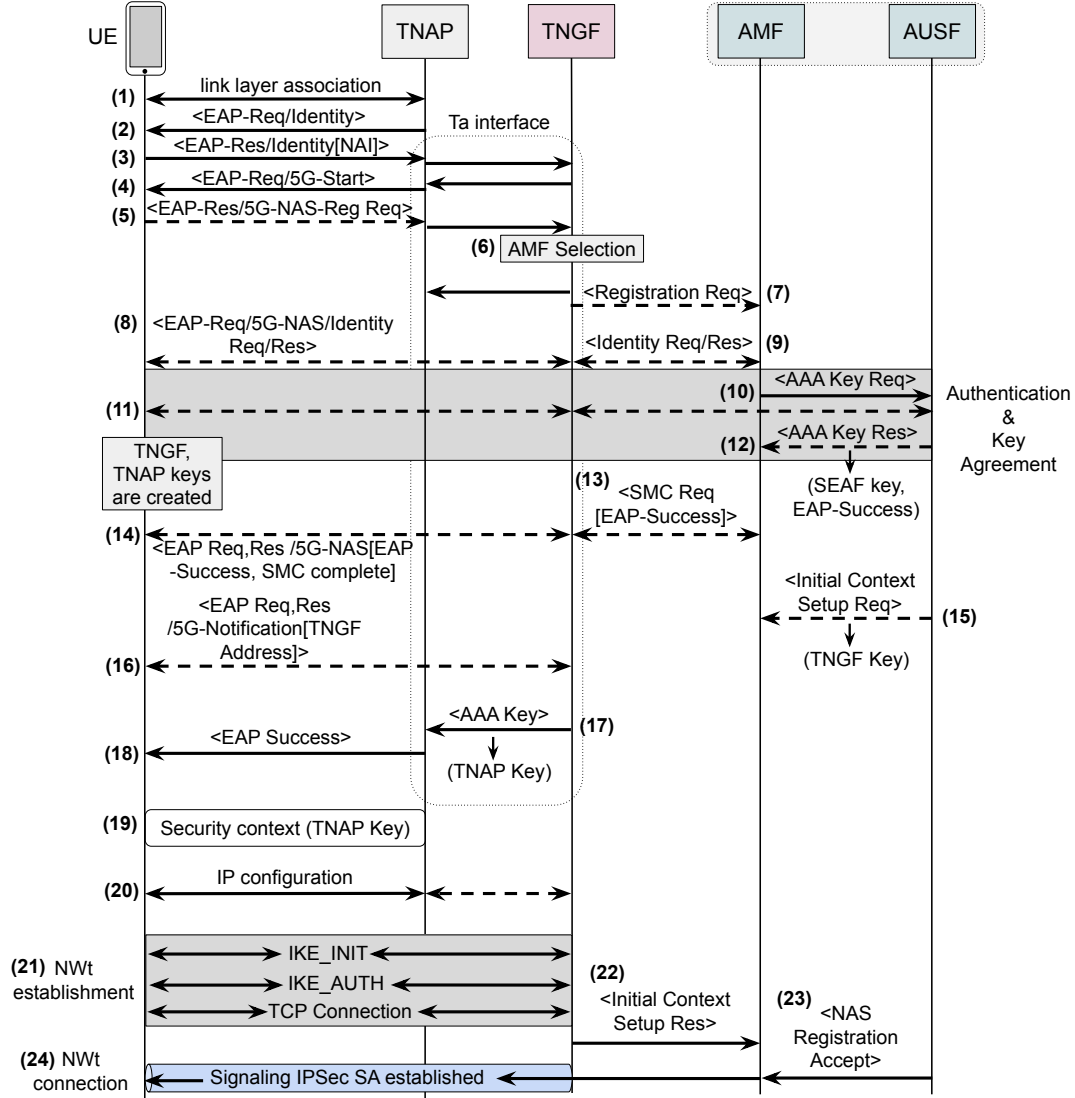 UE
TNAP
TNGF
AMF
AUSF
(1)
link layer association
(2)
<EAP-Req/Identity>
Ta interface
(3)
<EAP-Res/Identity[NAI]>
(4)
<EAP-Req/5G-Start>
(5)
<EAP-Res/5G-NAS-Reg Req>
(6)
AMF Selection
<Registration Req>
(7)
(8)
<EAP-Req/5G-NAS/Identity
Req/Res>
<Identity Req/Res>
(9)
(10)
<AAA Key Req>
(11)
Authentication
&
Key
Agreement
(12)
<AAA Key Res>
TNGF,
TNAP keys
are created
(SEAF key,
EAP-Success)
(13)
<SMC Req
[EAP-Success]>
(14)
<EAP Req,Res /5G-NAS[EAP
-Success, SMC complete]
<Initial Context
Setup Req>
(15)
(TNGF Key)
<EAP Req,Res
/5G-Notification[TNGF
Address]>
(16)
<AAA Key>
(17)
(TNAP Key)
(18)
<EAP Success>
(19)
Security context (TNAP Key)
(20)
IP configuration
(21) NWt
establishment
IKE_INIT
IKE_AUTH
TCP Connection
(22)
<Initial Context
Setup Res>
(23)
<NAS
Registration
Accept>
(24) NWt
connection
Signaling IPSec SA established